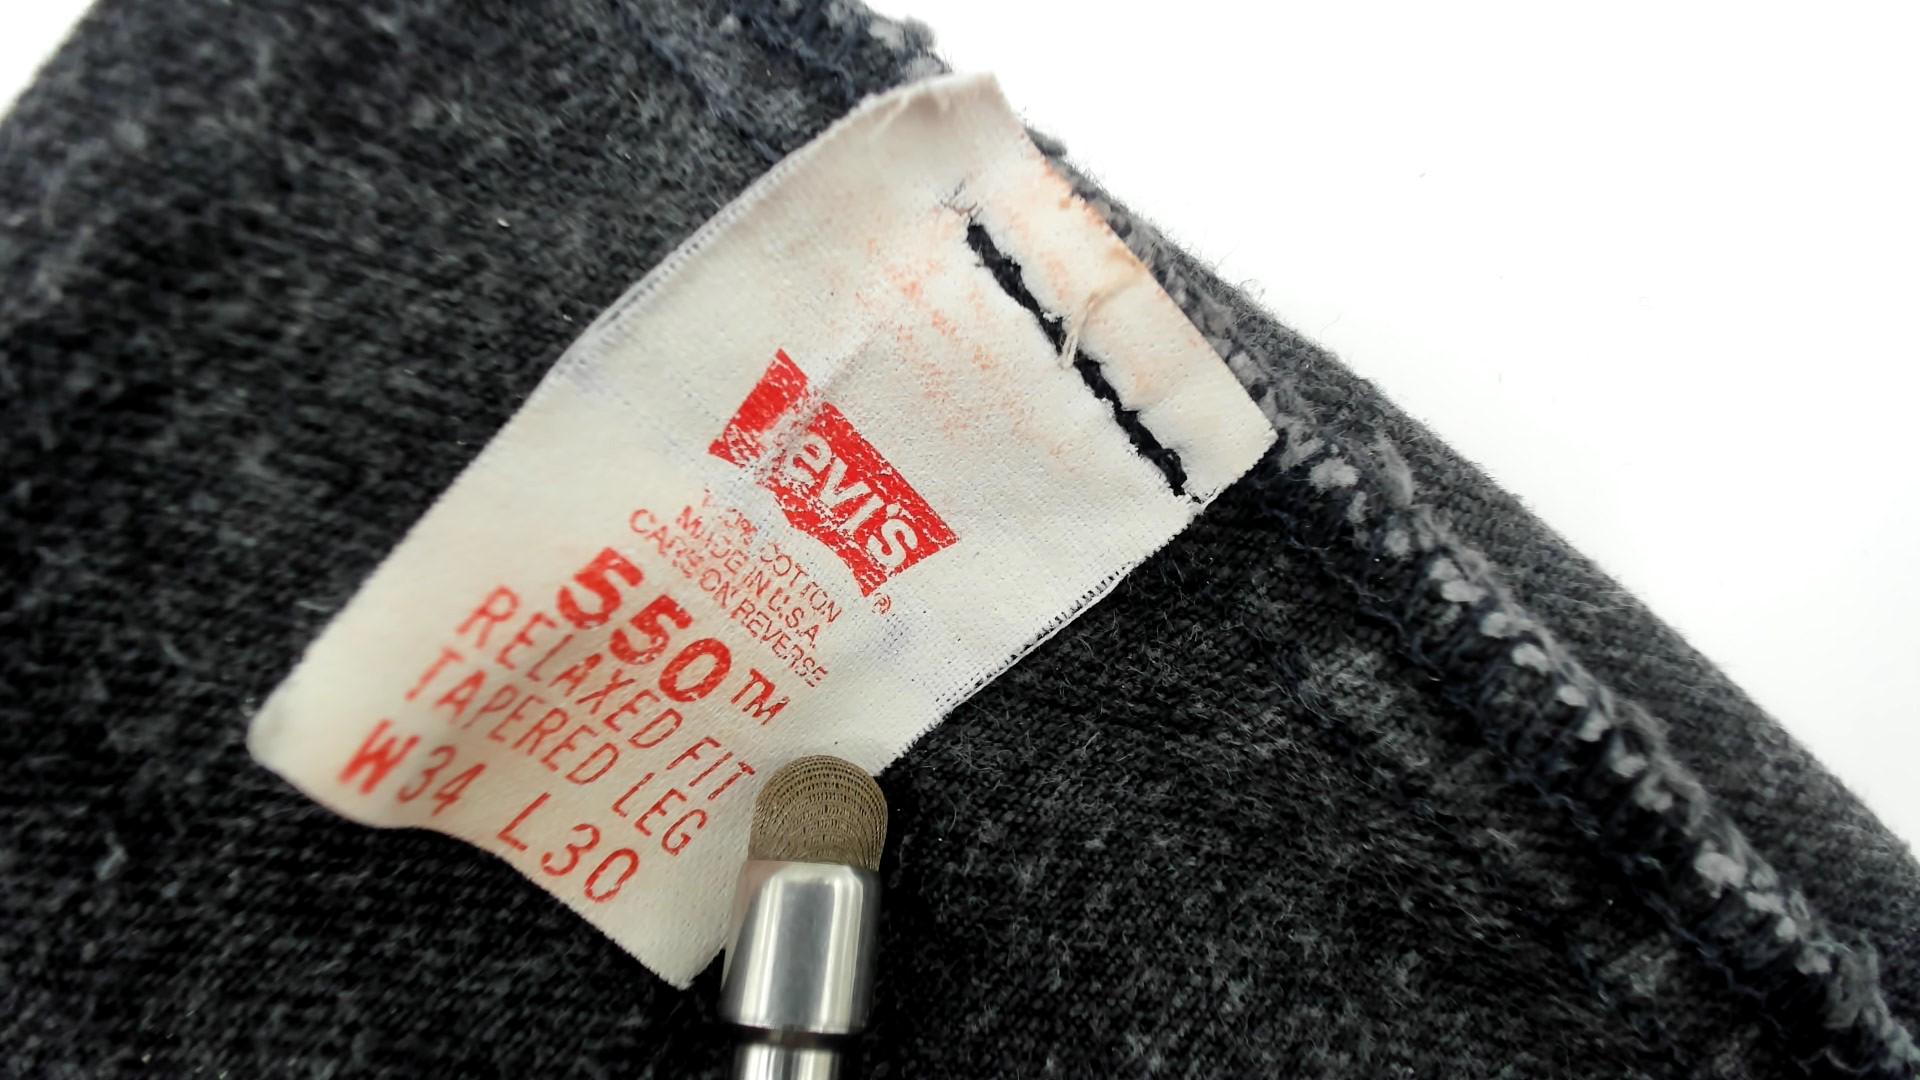 Levi's ®
100% COTTON
MADE IN U.S.A.
CARE ON REVERSE
550™
RELAXED FIT
TAPERED LEG
W34 L30